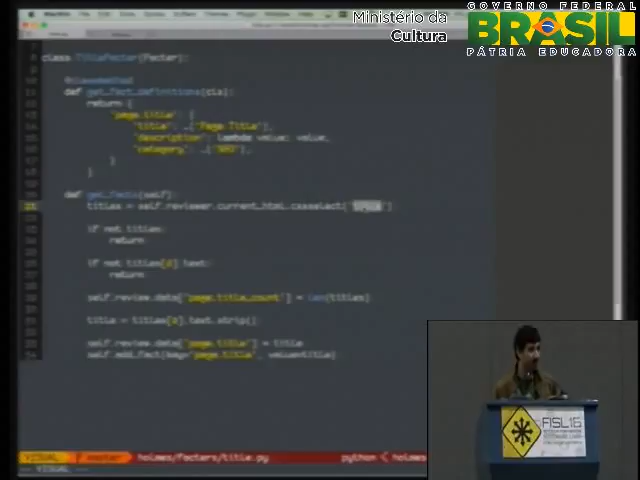 Ministério da
Cultura
GOVERNO FEDERAL
BRASIL
PÁTRIA EDUCADORA
class TitleFacter(Facter):
@classmethod
def get_fact_definitions(cls):
return {
'page.title': {
'title': _('Page Title'),
'description': lambda value: value,
'category': _('SEO'),
}
}
def get_facts(self):
titles = self.reviewer.current_html.cssselect('title')
if not titles:
return
if not titles[0].text:
return
self.review.data['page.title_count'] = len(titles)
title = titles[0].text.strip()
self.review.data['page.title'] = title
self.add_fact(key='page.title', value=title)
VISUAL
master
holmes/facters/title.py
python
-- VISUAL --
FISL16